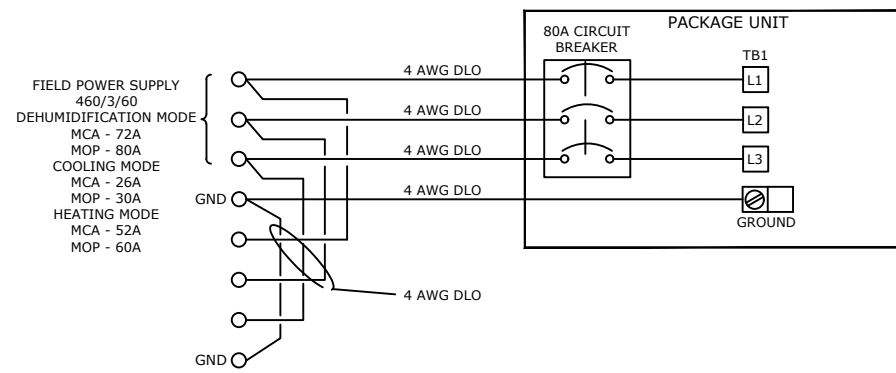 PACKAGE UNIT
80A CIRCUIT
BREAKER
TB1
4 AWG DLO
L1
FIELD POWER SUPPLY
460/3/60
DEHUMIDIFICATION MODE
MCA - 72A
MOP - 80A
COOLING MODE
MCA - 26A
MOP - 30A
HEATING MODE
MCA - 52A
MOP - 60A
4 AWG DLO
L2
4 AWG DLO
L3
GND
4 AWG DLO
GROUND
4 AWG DLO
GND